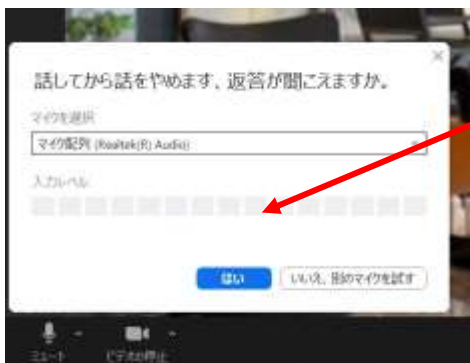 話してから話をやめます、返答が聞こえますか。
マイクを選択
マイク配列 (Realtek(R) Audio)
入力レベル
はい
いいえ、別のマイクを試す
ミュート
ビデオの停止